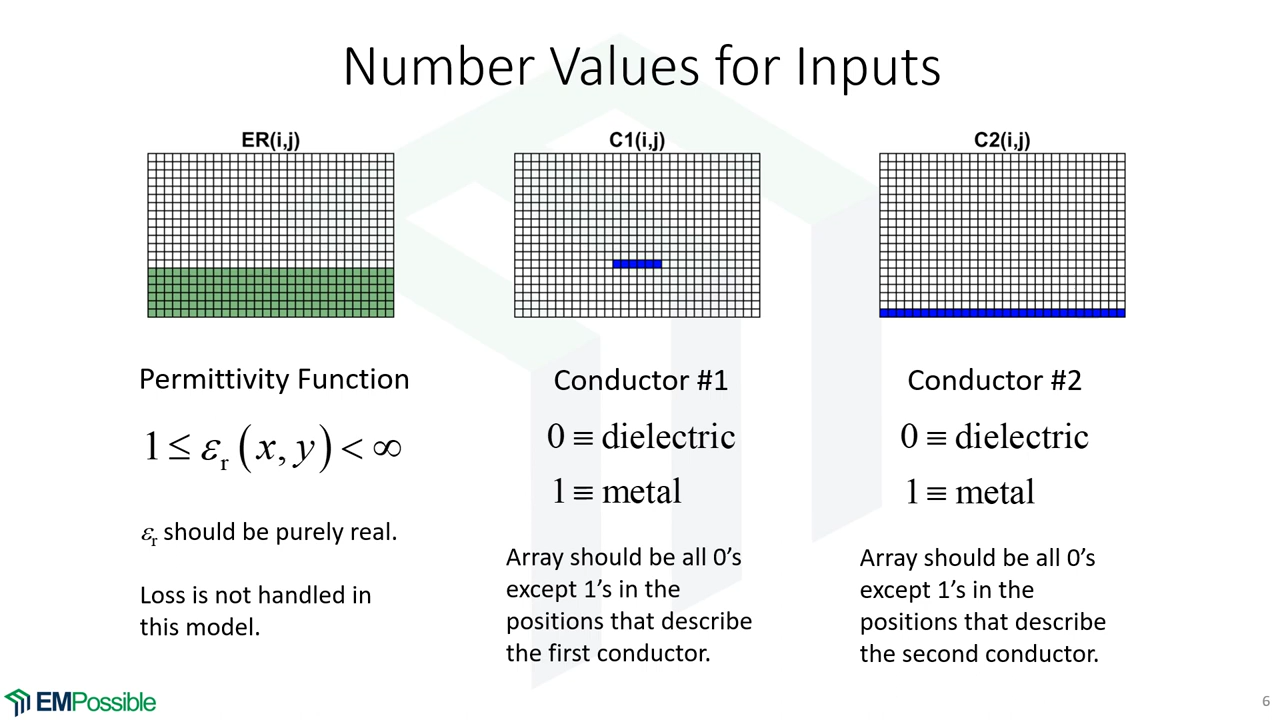 Number Values for Inputs
ER(i,j)
C1(i,j)
C2(i,j)
Permittivity Function
1 ≤ εr (x, y) < ∞
εr should be purely real.
Loss is not handled in
this model.
Conductor #1
0 ≡ dielectric
1 ≡ metal
Array should be all 0’s
except 1’s in the
positions that describe
the first conductor.
Conductor #2
0 ≡ dielectric
1 ≡ metal
Array should be all 0’s
except 1’s in the
positions that describe
the second conductor.
EMPossible
6